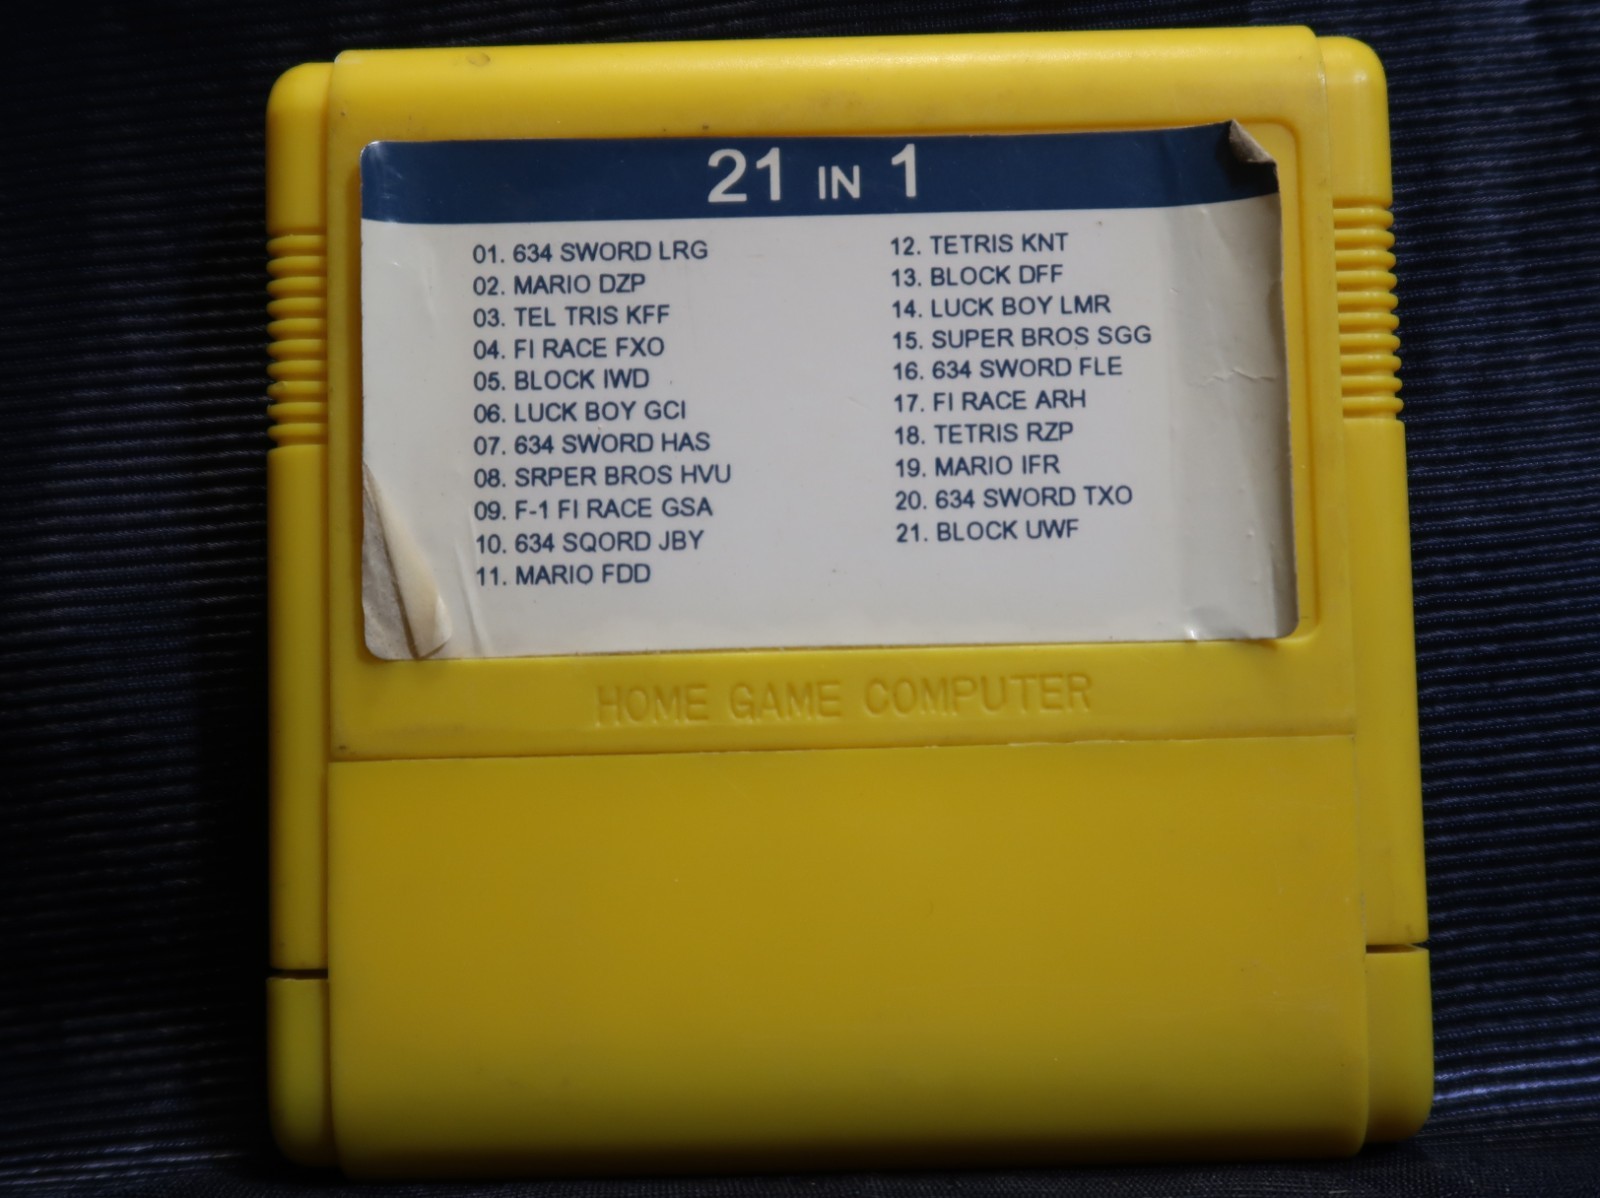 21 IN 1
01. 634 SWORD LRG
02. MARIO DZP
03. TEL TRIS KFF
04. FI RACE FXO
05. BLOCK IWD
06. LUCK BOY GCI
07. 634 SWORD HAS
08. SRPER BROS HVU
09. F-1 FI RACE GSA
10. 634 SQORD JBY
11. MARIO FDD
12. TETRIS KNT
13. BLOCK DFF
14. LUCK BOY LMR
15. SUPER BROS SGG
16. 634 SWORD FLE
17. FI RACE ARH
18. TETRIS RZP
19. MARIO IFR
20. 634 SWORD TXO
21. BLOCK UWF
HOME GAME COMPUTER